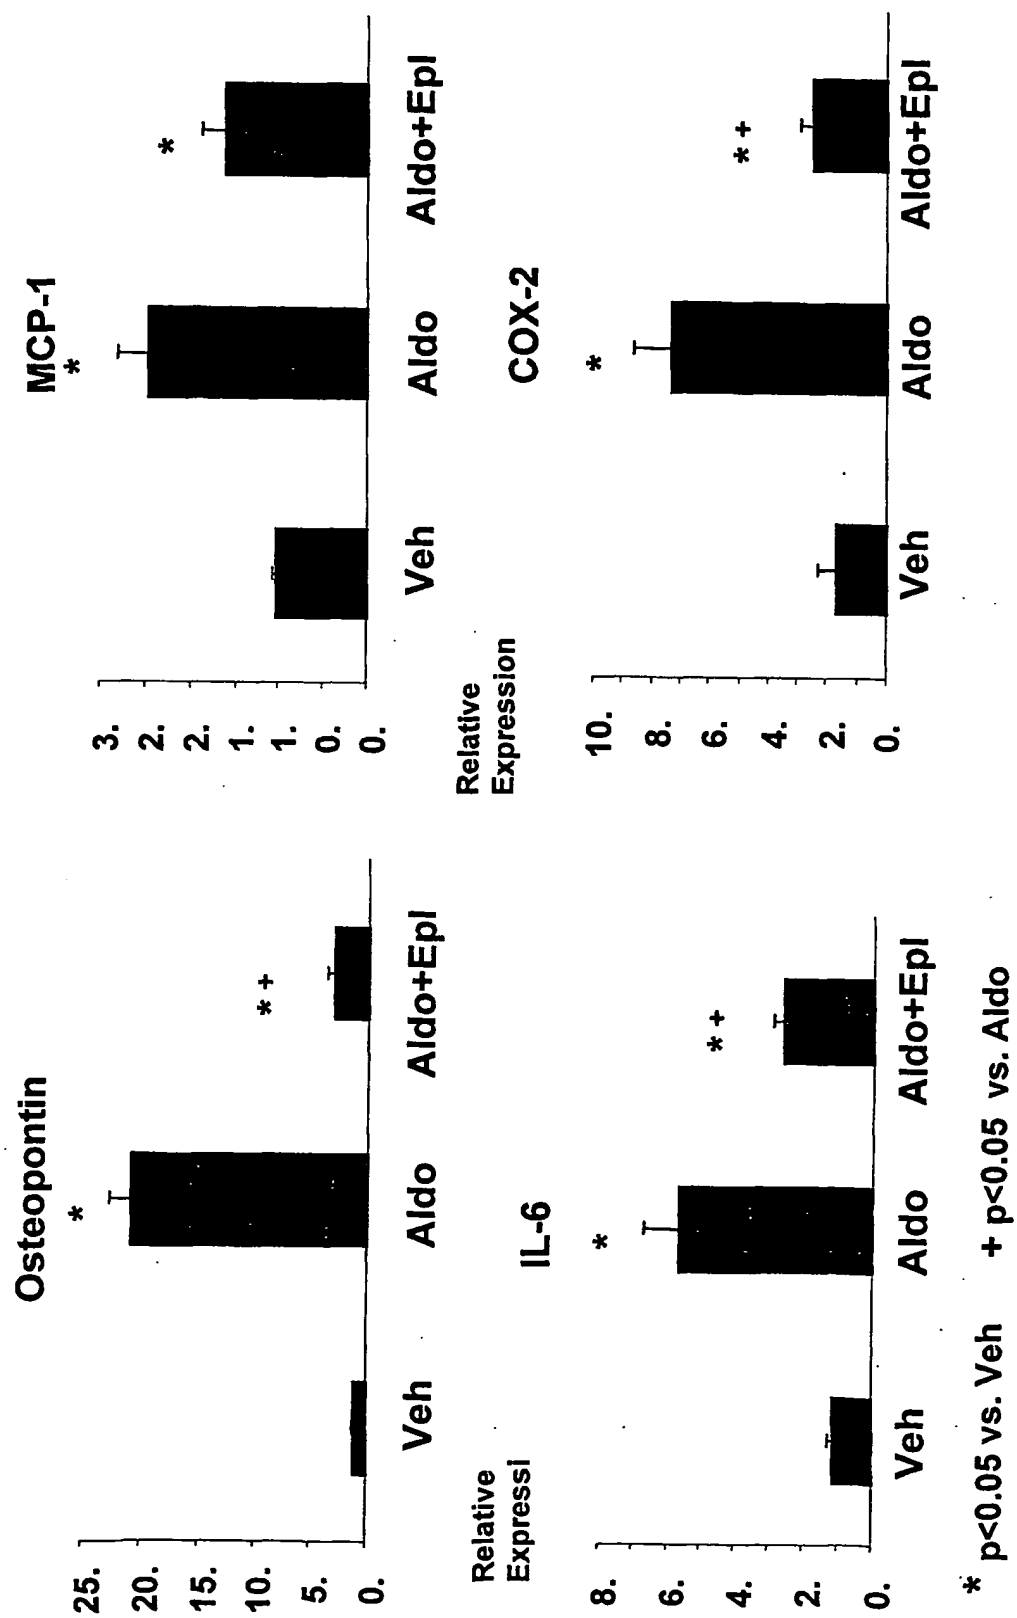 Osteopontin
25.
20.
15.
10.
5.
0.
*
* +
Veh
Aldo
Aldo+Epl
MCP-1
3.
2.
2.
1.
1.
0.
0.
*
*
Veh
Aldo
Aldo+Epl
Relative
Expressi
IL-6
8.
6.
4.
2.
0.
*
* +
Veh
Aldo
Aldo+Epl
Relative
Expression
COX-2
10.
8.
6.
4.
2.
0.
*
* +
Veh
Aldo
Aldo+Epl
* p<0.05 vs. Veh + p<0.05 vs. Aldo